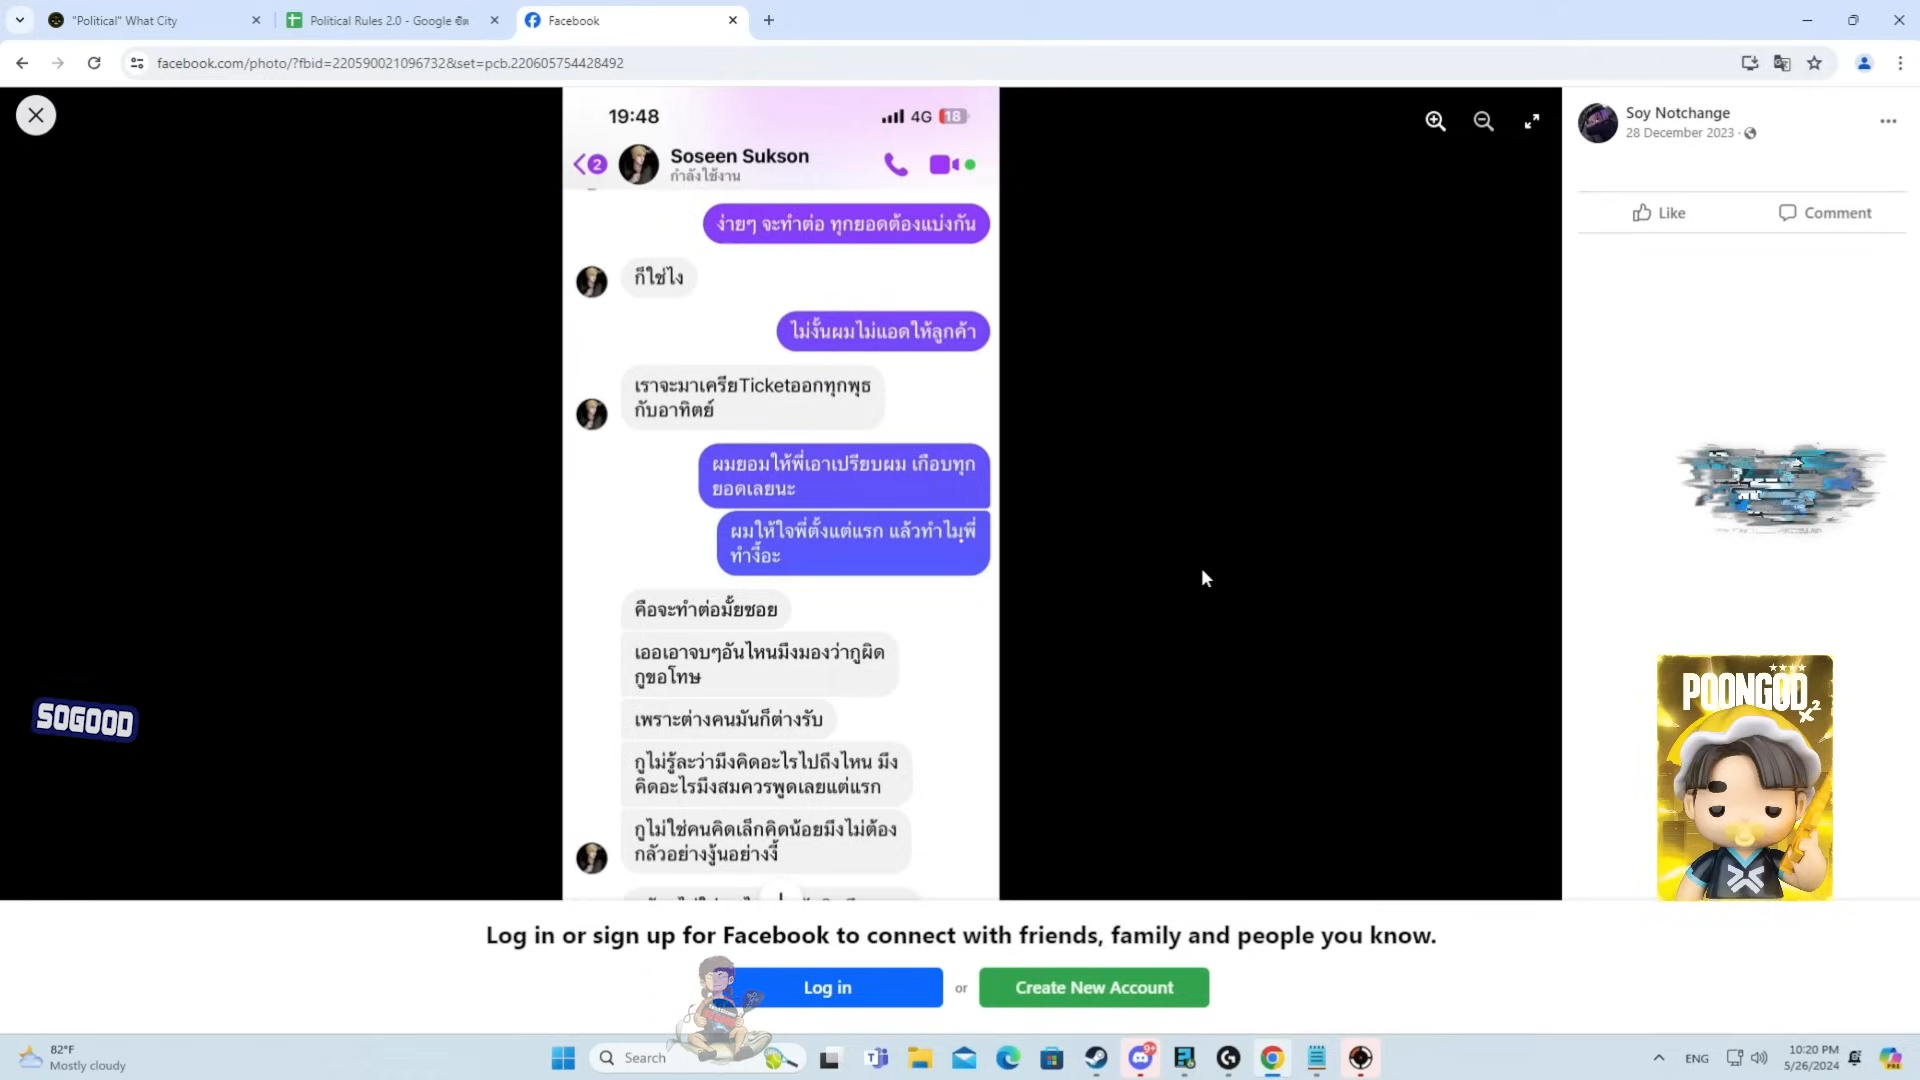 "Political" What City
Political Rules 2.0 - Google ชีต
Facebook
facebook.com/photo/?fbid=220590021096732&set=pcb.220605754428492
19:48
4G 18
2
Soseen Sukson
กำลังใช้งาน
ง่ายๆ จะทำต่อ ทุกยอดต้องแบ่งกัน
ก็ใช่ไง
ไม่งั้นผมไม่แอดให้ลูกค้า
เราจะมาเครียTicketออกทุกพุธ
กับอาทิตย์
ผมยอมให้พี่เอาเปรียบผม เกือบทุก
ยอดเลยนะ
ผมให้ใจพี่ตั้งแต่แรก แล้วทำไมพี่
ทำงี้อะ
คือจะทำต่อมั้ยซอย
เออเอาจบๆอันไหนมึงมองว่ากูผิด
กูขอโทษ
เพราะต่างคนมันก็ต่างรับ
กูไม่รู้ละว่ามึงคิดอะไรไปถึงไหน มึง
คิดอะไรมึงสมควรพูดเลยแต่แรก
กูไม่ใช่คนคิดเล็กคิดน้อยมึงไม่ต้อง
กลัวอย่างงู้นอย่างงี้
Soy Notchange
28 December 2023
Like
Comment
SOGOOD
POONGOD
x2
Log in or sign up for Facebook to connect with friends, family and people you know.
Log in
or
Create New Account
82°F
Mostly cloudy
Search
9+
ENG
10:20 PM
5/26/2024
PRE